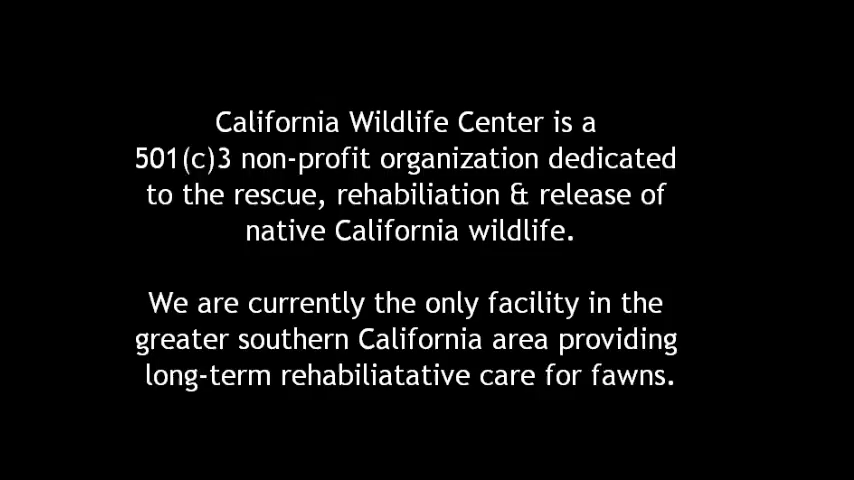 California Wildlife Center is a
501(c)3 non-profit organization dedicated
to the rescue, rehabiliation & release of
native California wildlife.
We are currently the only facility in the
greater southern California area providing
long-term rehabiliatative care for fawns.